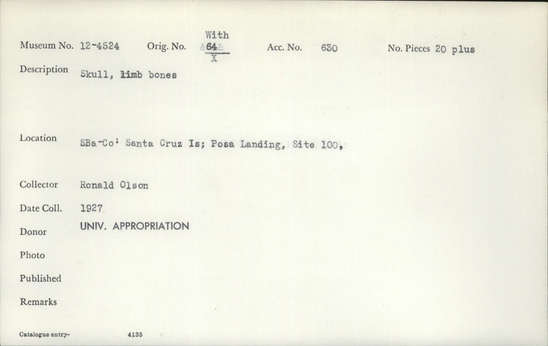 With
Museum No. 12-4524 Orig. No. 64 Acc. No. 630 No. Pieces 20 plus
X
Description Skull, limb bones
Location SBa-Co: Santa Cruz Is; Posa Landing, Site 100,
Collector Ronald Olson
Date Coll. 1927
Donor UNIV. APPROPRIATION
Photo
Published
Remarks
Catalogue entry- 4135